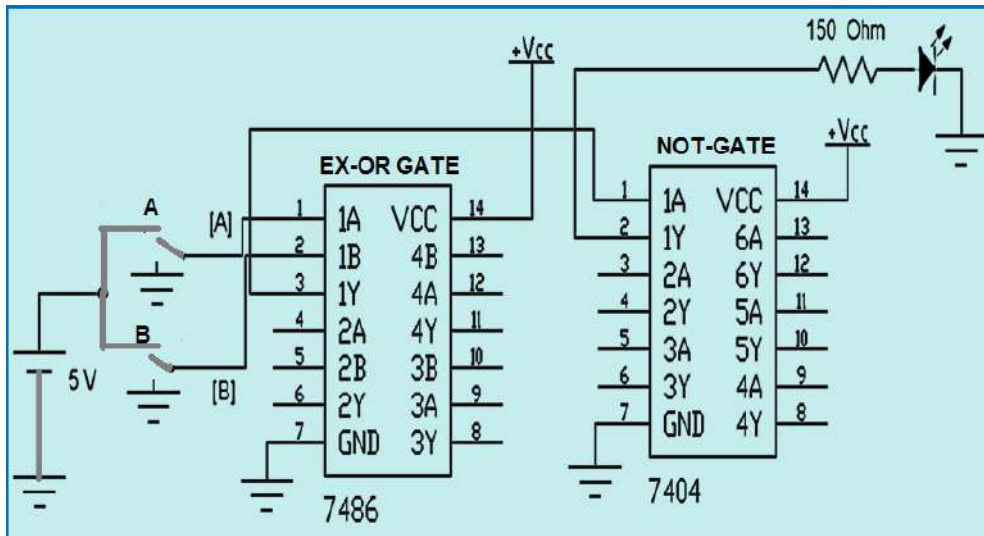 150 Ohm
+Vcc
+Vcc
EX-OR GATE
NOT-GATE
A
[A]
B
[B]
5V
1 1A VCC 14
2 1B 4B 13
3 1Y 4A 12
4 2A 4Y 11
5 2B 3B 10
6 2Y 3A 9
7 GND 3Y 8
7486
1 1A VCC 14
2 1Y 6A 13
3 2A 6Y 12
4 2Y 5A 11
5 3A 5Y 10
6 3Y 4A 9
7 GND 4Y 8
7404